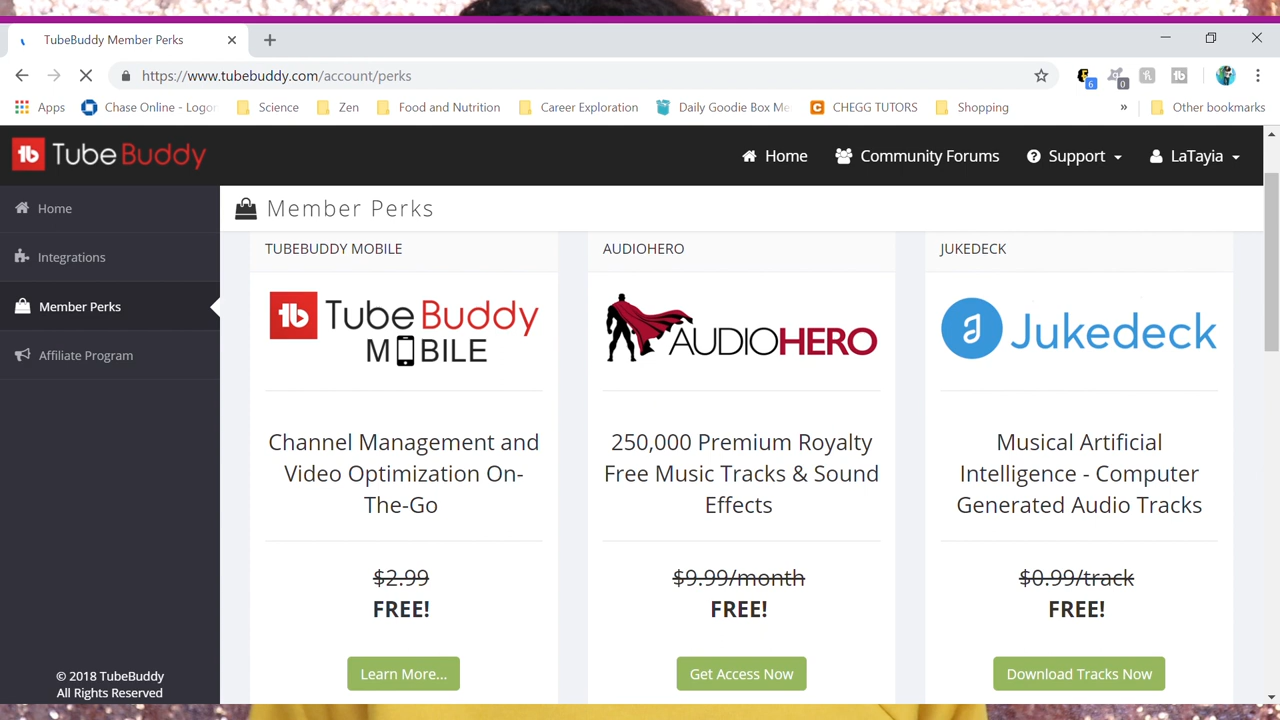 TubeBuddy Member Perks
https://www.tubebuddy.com/account/perks
6
0
Apps
Chase Online - Logon
Science
Zen
Food and Nutrition
Career Exploration
Daily Goodie Box Me
CHEGG TUTORS
Shopping
»
Other bookmarks
TubeBuddy
Home
Community Forums
Support
LaTayia
Home
Integrations
Member Perks
Affiliate Program
© 2018 TubeBuddy
All Rights Reserved
Member Perks
TUBEBUDDY MOBILE
TubeBuddy
MOBILE
Channel Management and
Video Optimization On-
The-Go
$2.99
FREE!
Learn More...
AUDIOHERO
AUDIOHERO
250,000 Premium Royalty
Free Music Tracks & Sound
Effects
$9.99/month
FREE!
Get Access Now
JUKEDECK
Jukedeck
Musical Artificial
Intelligence - Computer
Generated Audio Tracks
$0.99/track
FREE!
Download Tracks Now